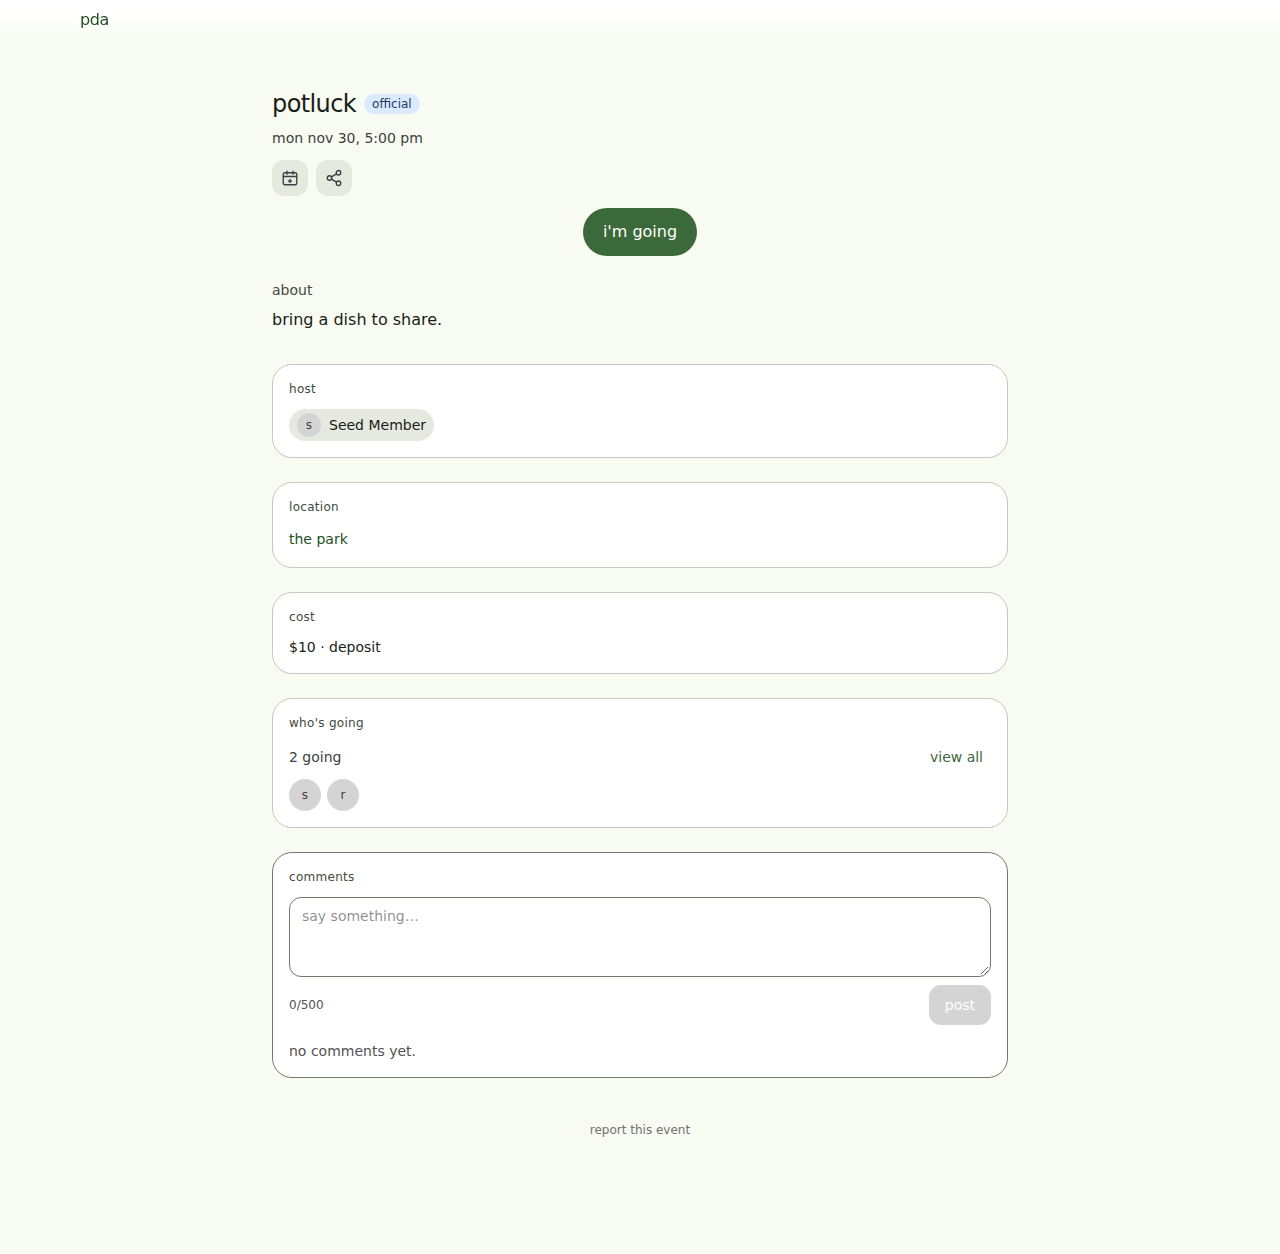 pda
potluck official
mon nov 30, 5:00 pm
i'm going
about
bring a dish to share.
host
s Seed Member
location
the park
cost
$10 · deposit
who's going
2 going view all
s r
comments
say something…
0/500 post
no comments yet.
report this event